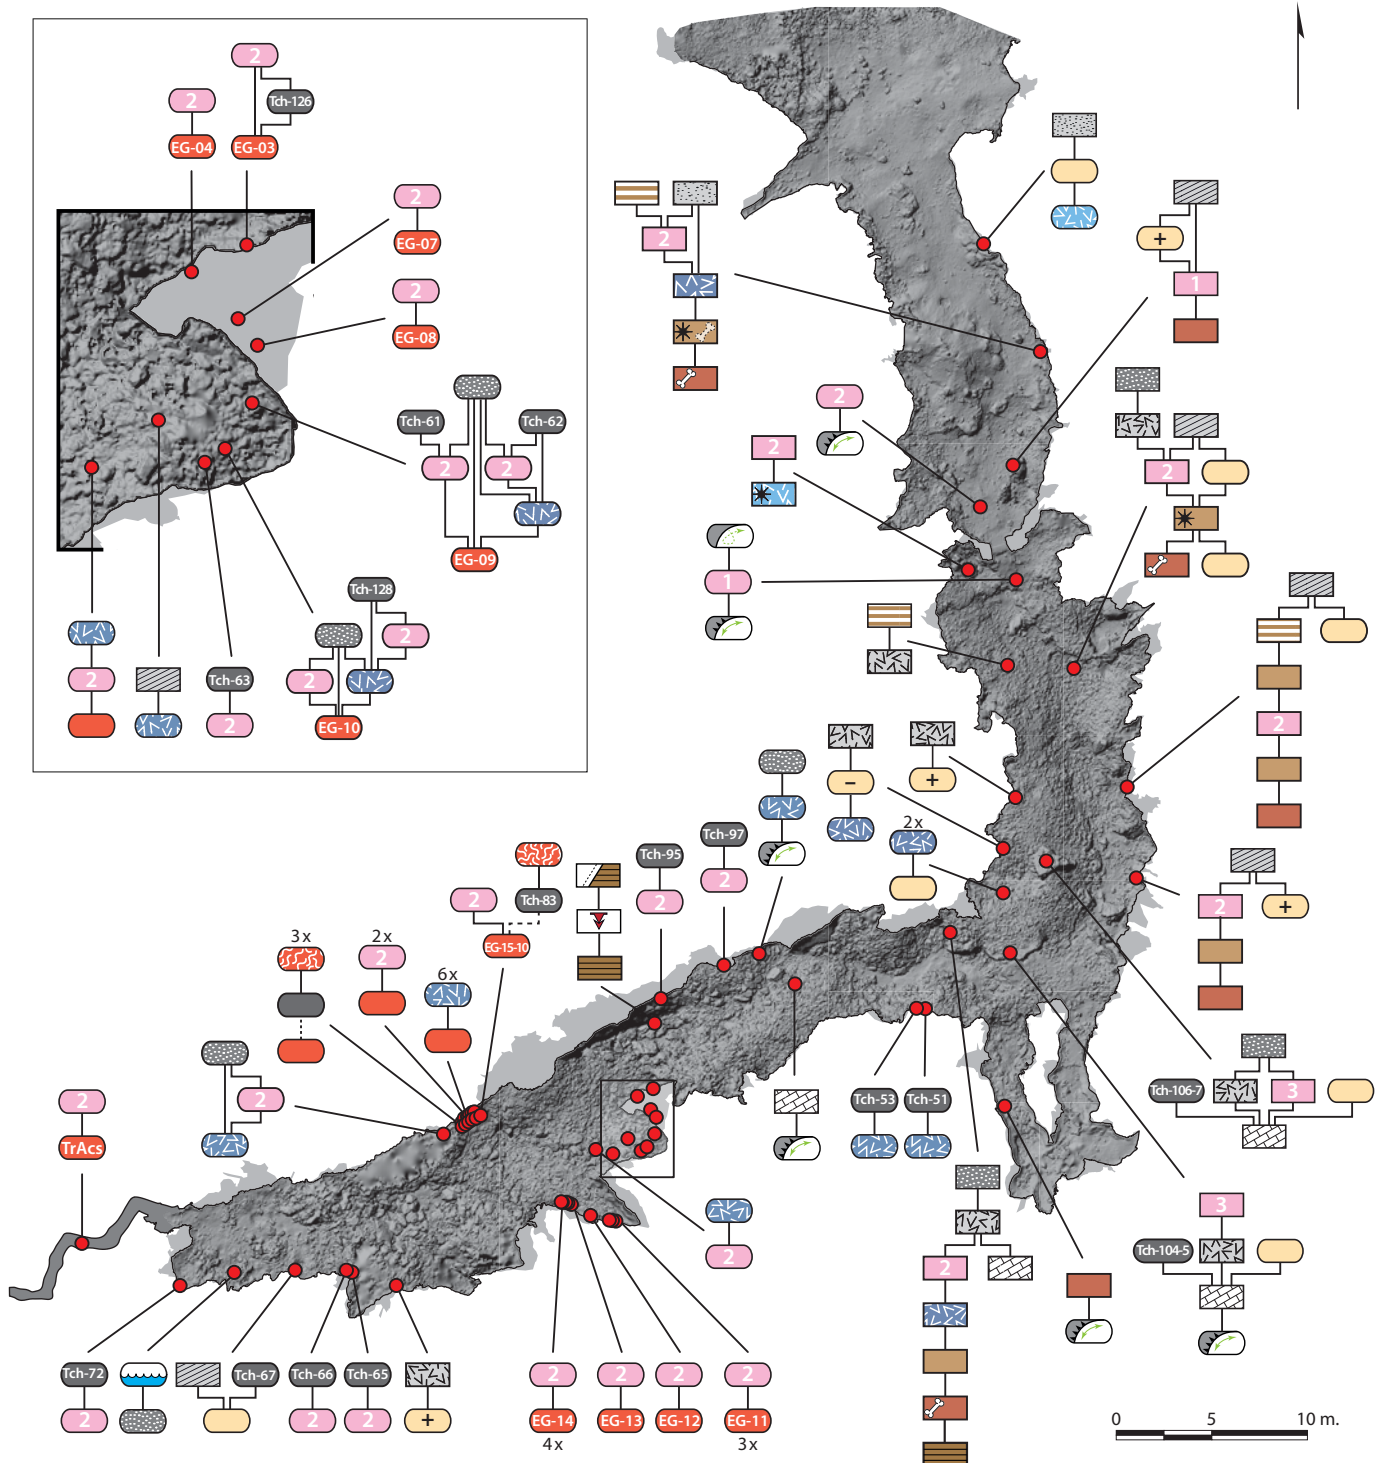 2
Tch-126
2
EG-04
EG-03
2
EG-07
2
EG-08
Tch-61
Tch-62
2
2
EG-09
Tch-128
2
2
2
Tch-63
2
EG-10
2
+
1
2
2
2
1
2
2
-
+
2x
2
+
Tch-97
2
Tch-95
2
Tch-83
2
EG-15-10
3x
2x
2
6x
2
2
TrAcs
Tch-53
Tch-51
Tch-106-7
3
3
Tch-104-5
2
2
Tch-72
2
Tch-67
Tch-66
2
Tch-65
2
+
2
EG-14
4x
2
EG-13
2
EG-12
2
EG-11
3x
0 5 10 m.